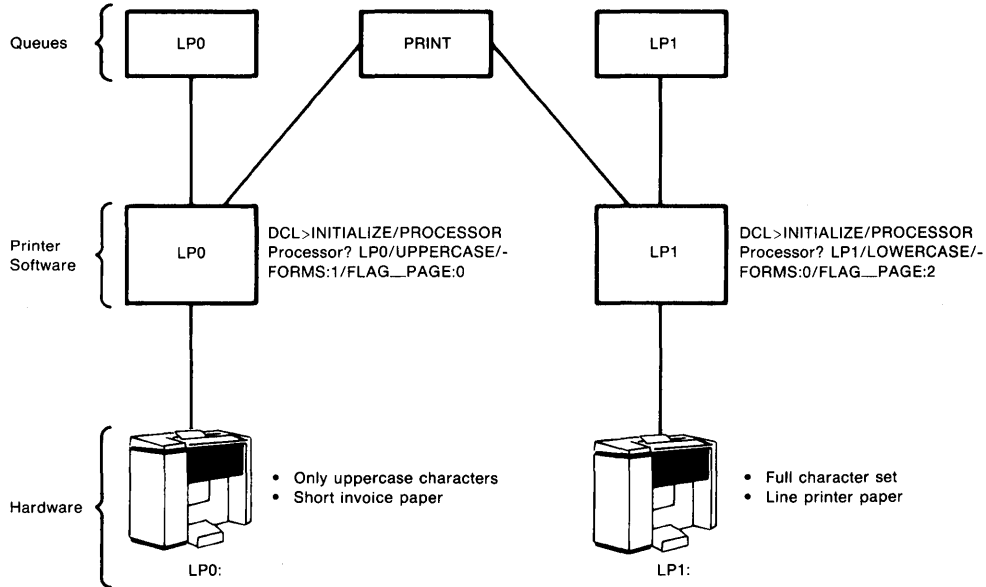 Queues
LP0
PRINT
LP1
Printer
Software
LP0
DCL>INITIALIZE/PROCESSOR
Processor? LP0/UPPERCASE/-
FORMS:1/FLAG__PAGE:0
LP1
DCL>INITIALIZE/PROCESSOR
Processor? LP1/LOWERCASE/-
FORMS:0/FLAG__PAGE:2
Hardware
• Only uppercase characters
• Short invoice paper
LP0:
• Full character set
• Line printer paper
LP1: